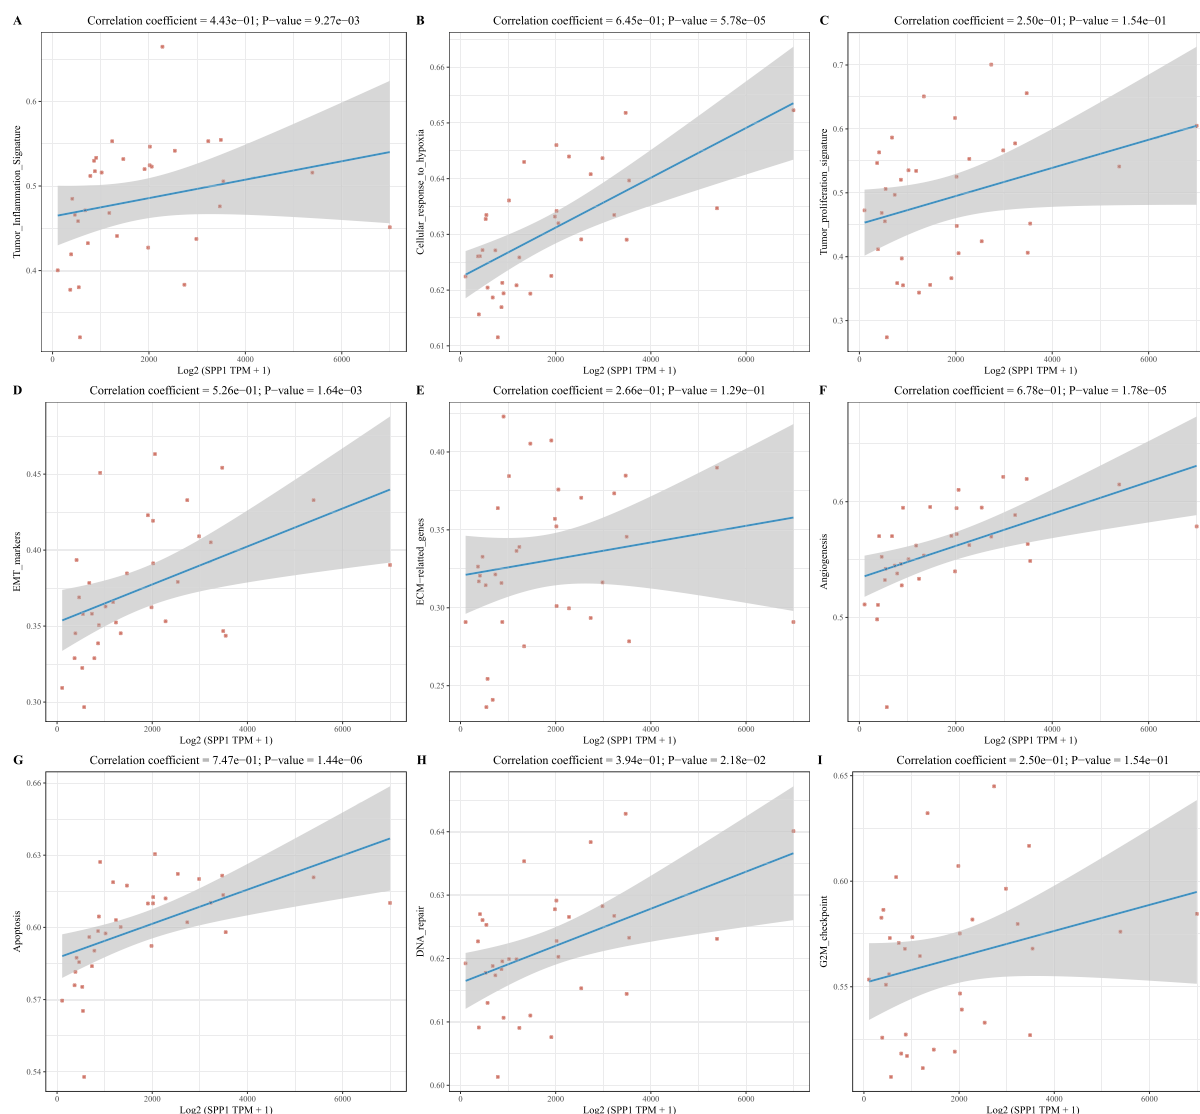 A
Correlation coefficient = 4.43e−01; P−value = 9.27e−03
Tumor_Inflammation_Signature
0.6
0.5
0.4
0
2000
4000
6000
Log2 (SPP1 TPM + 1)
B
Correlation coefficient = 6.45e−01; P−value = 5.78e−05
Cellular_response_to_hypoxia
0.66
0.65
0.64
0.63
0.62
0.61
0
2000
4000
6000
Log2 (SPP1 TPM + 1)
C
Correlation coefficient = 2.50e−01; P−value = 1.54e−01
Tumor_proliferation_signature
0.7
0.6
0.5
0.4
0.3
0
2000
4000
6000
Log2 (SPP1 TPM + 1)
D
Correlation coefficient = 5.26e−01; P−value = 1.64e−03
EMT_markers
0.45
0.40
0.35
0.30
0
2000
4000
6000
Log2 (SPP1 TPM + 1)
E
Correlation coefficient = 2.66e−01; P−value = 1.29e−01
ECM−relatted_genes
0.40
0.35
0.30
0.25
0
2000
4000
6000
Log2 (SPP1 TPM + 1)
F
Correlation coefficient = 6.78e−01; P−value = 1.78e−05
Angiogenesis
0.6
0.5
0
2000
4000
6000
Log2 (SPP1 TPM + 1)
G
Correlation coefficient = 7.47e−01; P−value = 1.44e−06
Apoptosis
0.66
0.63
0.60
0.57
0.54
0
2000
4000
6000
Log2 (SPP1 TPM + 1)
H
Correlation coefficient = 3.94e−01; P−value = 2.18e−02
DNA_repair
0.64
0.63
0.62
0.61
0.60
0
2000
4000
6000
Log2 (SPP1 TPM + 1)
I
Correlation coefficient = 2.50e−01; P−value = 1.54e−01
G2M_checkpoint
0.65
0.60
0.55
0
2000
4000
6000
Log2 (SPP1 TPM + 1)